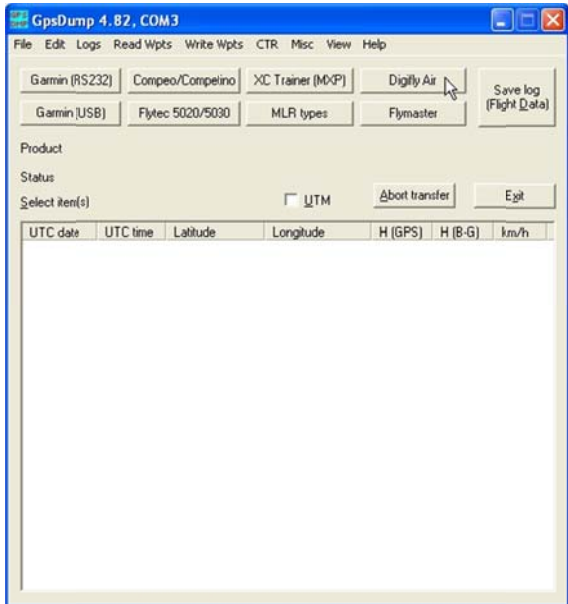 GPS DUMP GpsDump 4.82, COM3
File Edit Logs Read Wpts Write Wpts CTR Misc View Help
Garmin (RS232) Compeo/Competino XC Trainer (MXP) Digifly Air Save log (Flight Data)
Garmin (USB) Flytec 5020/5030 MLR types Flymaster
Product
Status
Select item(s) UTM Abort transfer Exit
UTC date UTC time Latitude Longitude H (GPS) H (B-G) km/h